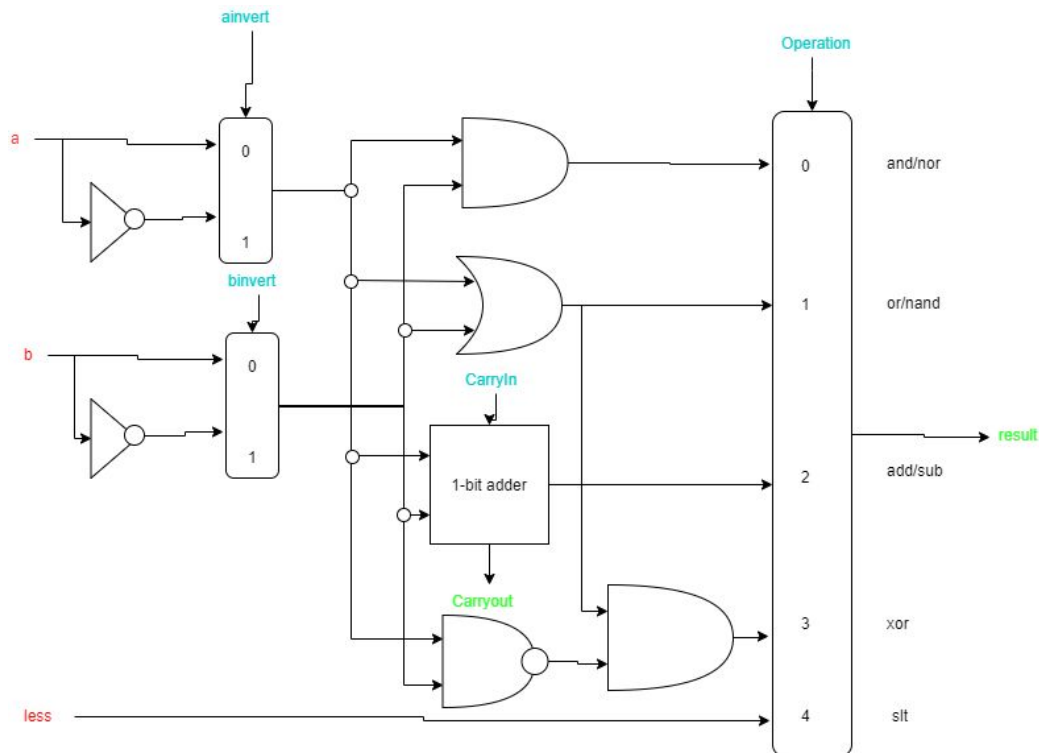 ainvert
Operation
a
0
1
0
and/nor
binvert
b
0
1
1
or/nand
CarryIn
1-bit adder
2
result
add/sub
Carryout
3
xor
less
4
slt